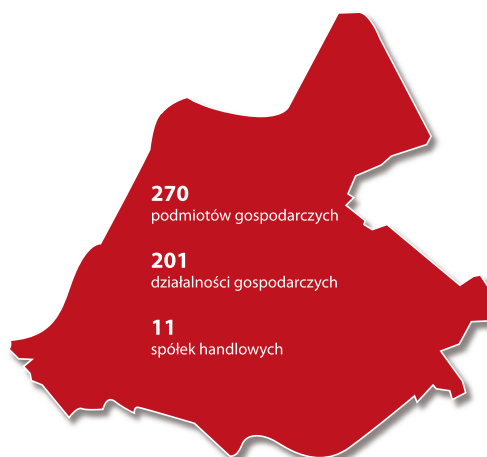 270
podmiotów gospodarczych
201
działalności gospodarczych
11
spółek handlowych